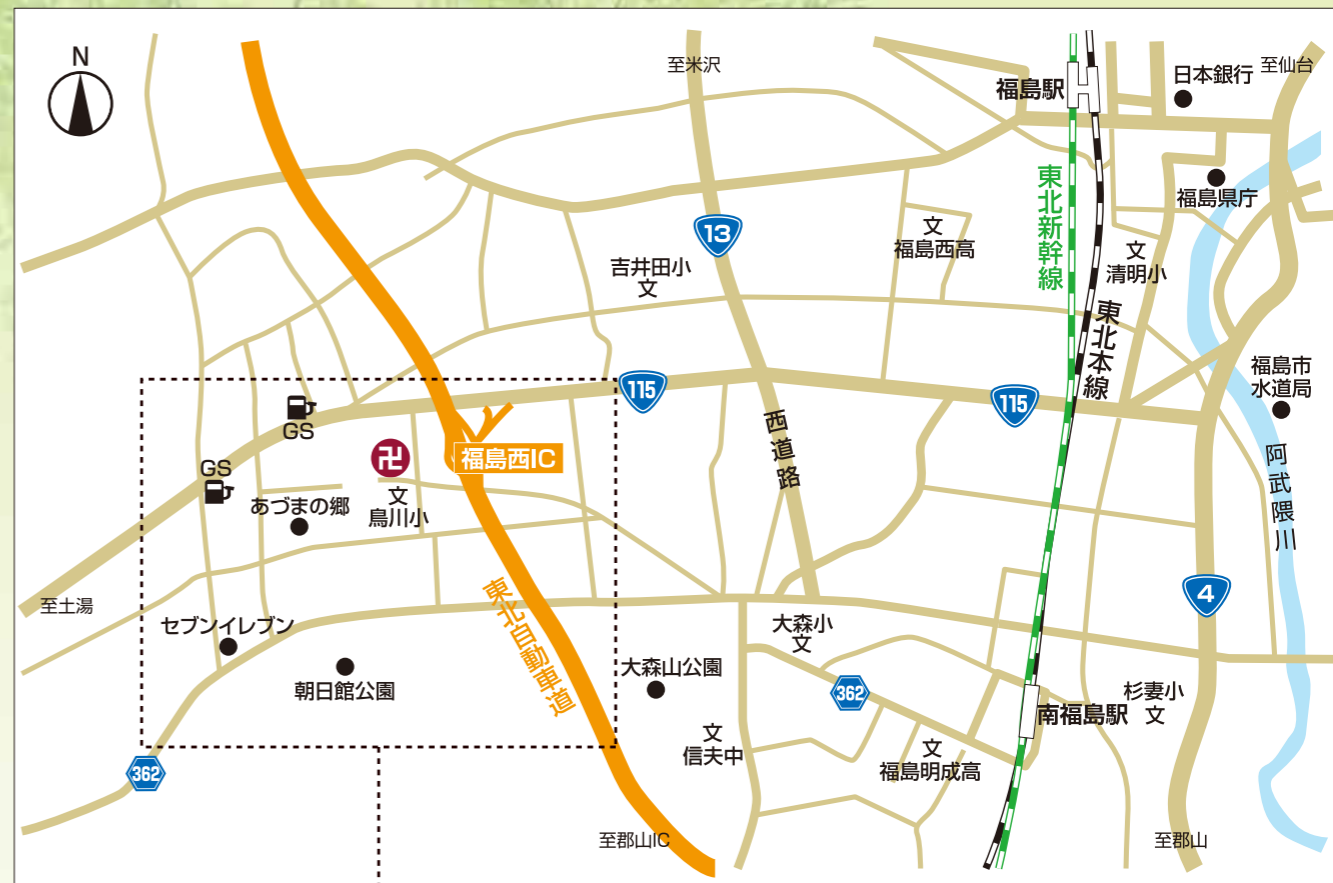 N
至米沢
福島駅
日本銀行
至仙台
福島県庁
東北新幹線
13
文
福島西高
吉井田小
文
文
清明小
東北本線
115
115
福島市
水道局
GS
西道路
卍
福島西IC
GS
文
鳥川小
あづまの郷
阿武隈川
4
至土湯
セブンイレブン
朝日館公園
東北自動車道
大森小
文
大森山公園
362
南福島駅
杉妻小
文
文
信夫中
文
福島明成高
362
至郡山IC
至郡山